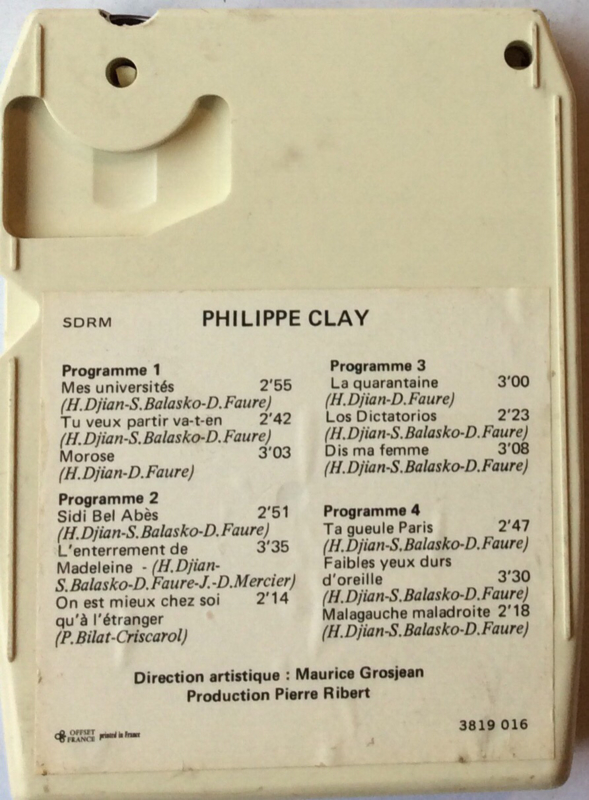 SDRM
PHILIPPE CLAY
Programme 1
Mes universités 2'55
(H.Djian-S.Balasko-D.Faure)
Tu veux partir va-t-en 2'42
(H.Djian-S.Balasko-D.Faure)
Morose 3'03
(H.Djian-D.Faure)
Programme 2
Sidi Bel Abès 2'51
(H.Djian-S.Balasko-D.Faure)
L'enterrement de 3'35
Madeleine - (H.Djian-
S.Balasko-D.Faure-J.-D.Mercier)
On est mieux chez soi 2'14
qu'à l'étranger
(P.Bilat-Criscarol)
Programme 3
La quarantaine 3'00
(H.Djian-D.Faure)
Los Dictatorios 2'23
(H.Djian-S.Balasko-D.Faure)
Dis ma femme 3'08
(H.Djian-S.Balasko-D.Faure)
Programme 4
Ta gueule Paris 2'47
(H.Djian-S.Balasko-D.Faure)
Faibles yeux durs
d'oreille 3'30
(H.Djian-S.Balasko-D.Faure)
Malagauche maladroite 2'18
(H.Djian-S.Balasko-D.Faure)
Direction artistique : Maurice Grosjean
Production Pierre Ribert
OFFSET
FRANCE printed in France
3819 016